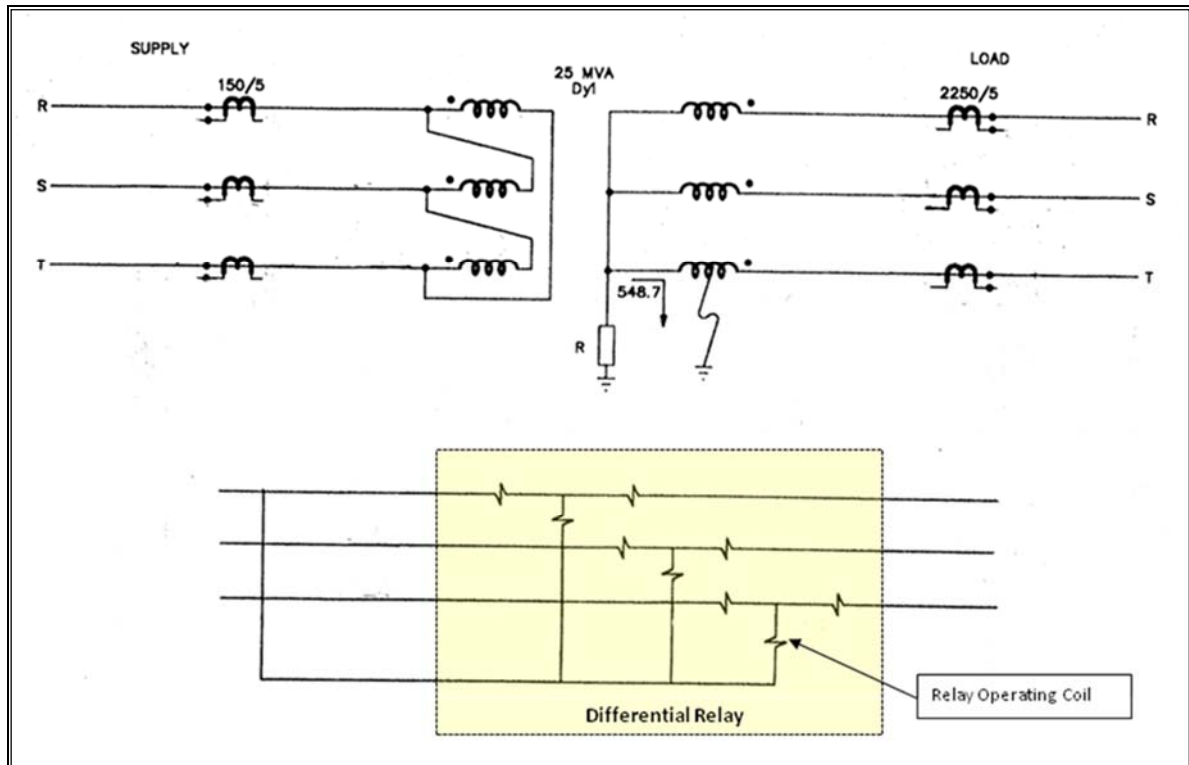 SUPPLY
LOAD
25 MVA
Dy1
150/5
2250/5
R
R
S
S
T
T
548.7
R
Relay Operating Coil
Differential Relay